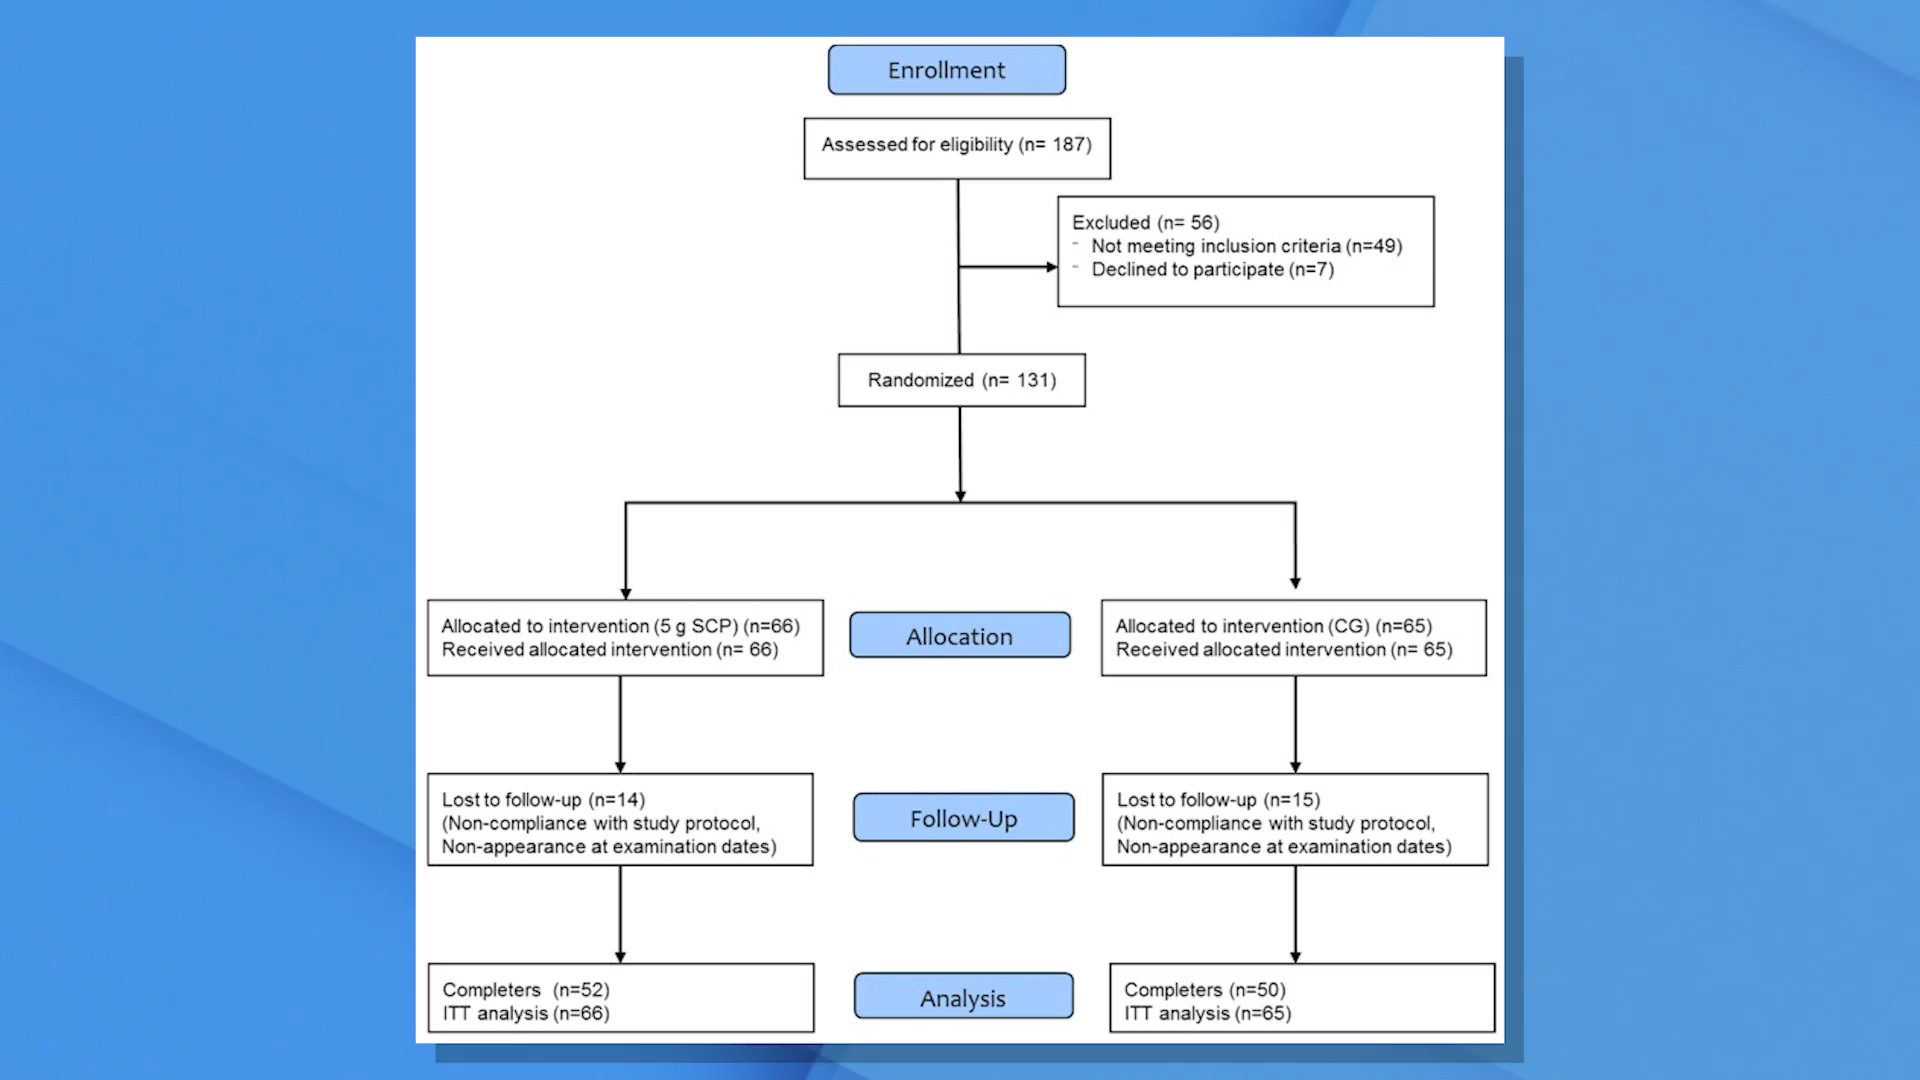 Enrollment
Assessed for eligibility (n= 187)
Excluded (n= 56)
- Not meeting inclusion criteria (n=49)
- Declined to participate (n=7)
Randomized (n= 131)
Allocated to intervention (5 g SCP) (n=66)
Received allocated intervention (n= 66)
Allocation
Allocated to intervention (CG) (n=65)
Received allocated intervention (n= 65)
Lost to follow-up (n=14)
(Non-compliance with study protocol,
Non-appearance at examination dates)
Follow-Up
Lost to follow-up (n=15)
(Non-compliance with study protocol,
Non-appearance at examination dates)
Completers (n=52)
ITT analysis (n=66)
Analysis
Completers (n=50)
ITT analysis (n=65)